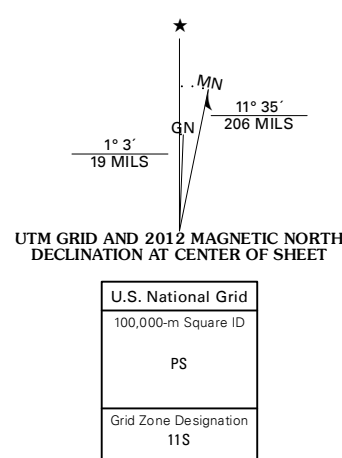 ★
MN
11° 35´
206 MILS
GN
1° 3´
19 MILS
UTM GRID AND 2012 MAGNETIC NORTH
DECLINATION AT CENTER OF SHEET
U.S. National Grid
100,000-m Square ID
PS
Grid Zone Designation
11S